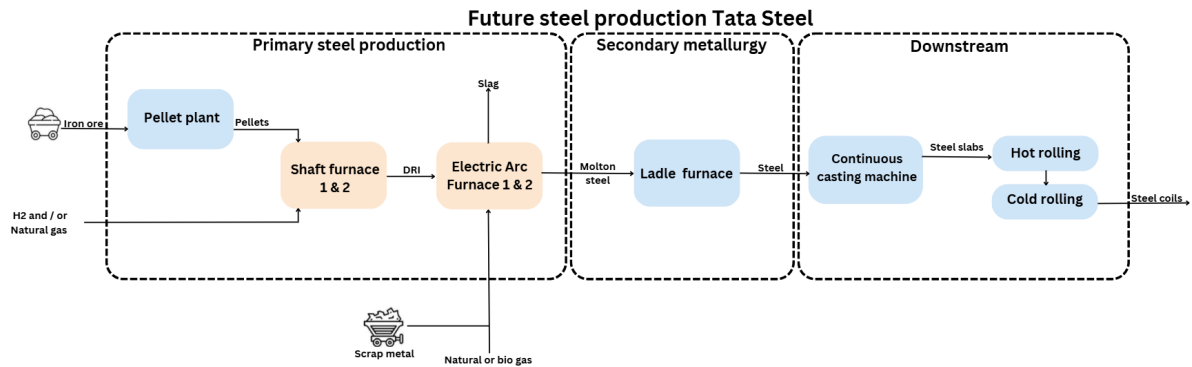 Future steel production Tata Steel
Primary steel production
Secondary metallurgy
Downstream
Slag
Iron ore
Pellet plant
Pellets
Shaft furnace
1 & 2
DRI
Electric Arc
Furnace 1 & 2
Molton
steel
Ladle furnace
Steel
Continuous
casting machine
Steel slabs
Hot rolling
Cold rolling
Steel coils
H2 and / or
Natural gas
Scrap metal
Natural or bio gas